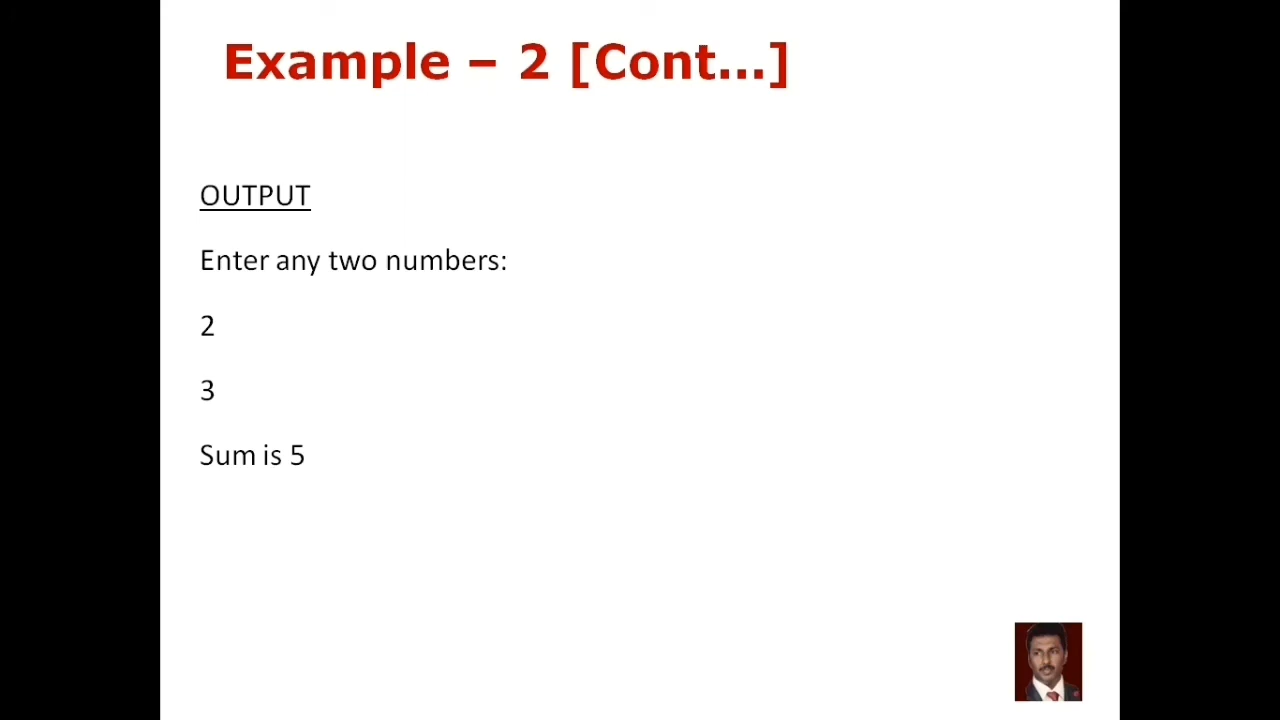 Example – 2 [Cont...]
OUTPUT
Enter any two numbers:
2
3
Sum is 5